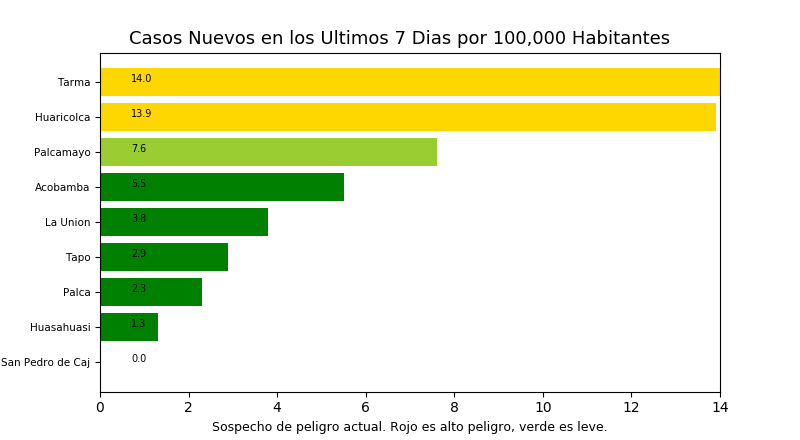 Casos Nuevos en los Ultimos 7 Dias por 100,000 Habitantes
Tarma 14.0
Huaricolca 13.9
Palcamayo 7.6
Acobamba 5.5
La Union 3.8
Tapo 2.9
Palca 2.3
Huasahuasi 1.3
San Pedro de Caj 0.0
0 2 4 6 8 10 12 14
Sospecho de peligro actual. Rojo es alto peligro, verde es leve.